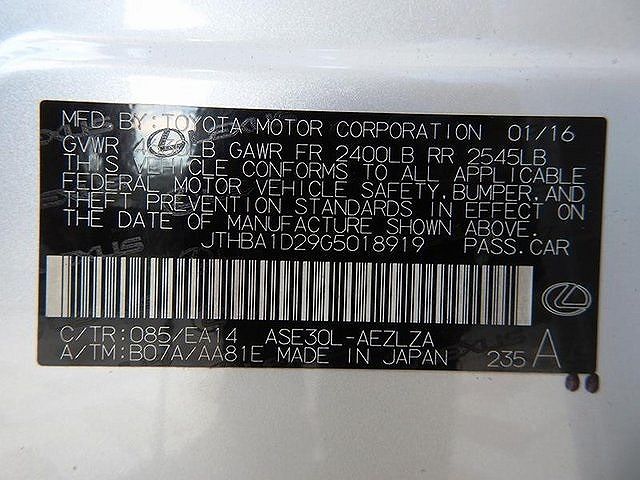 MFD BY: TOYOTA MOTOR CORPORATION 01/16
GVWR LB GAWR FR 2400LB RR 2545LB
THIS VEHICLE CONFORMS TO ALL APPLICABLE
FEDERAL MOTOR VEHICLE SAFETY, BUMPER, AND
THEFT PREVENTION STANDARDS IN EFFECT ON
THE DATE OF MANUFACTURE SHOWN ABOVE.
JTHBA1D29G5018919 PASS.CAR
C/TR:085/EA14 ASE30L-AEZLZA
A/TM:B07A/AA81E MADE IN JAPAN 235 A